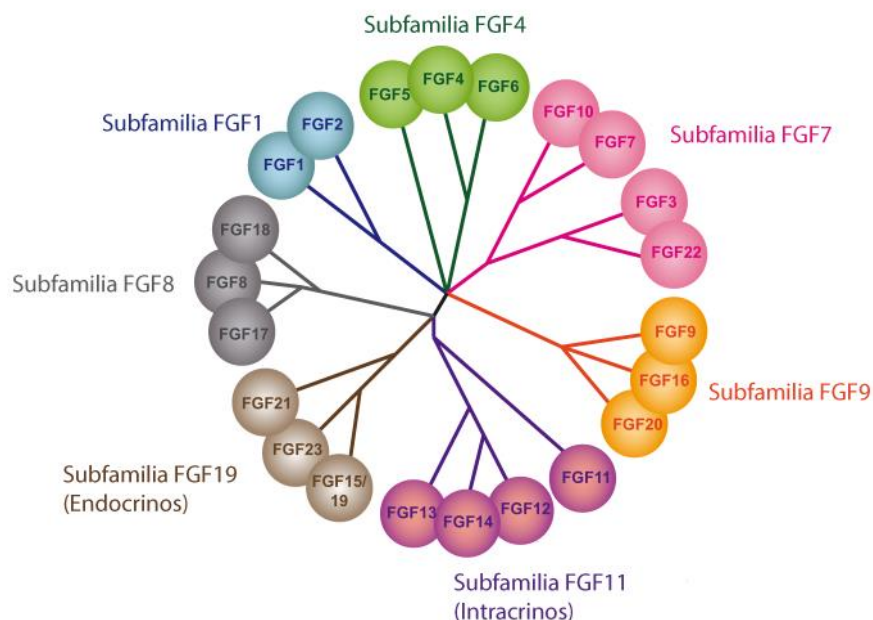 Subfamilia FGF4
FGF5
FGF4
FGF6
Subfamilia FGF1
FGF2
FGF1
FGF10
FGF7
Subfamilia FGF7
FGF3
FGF22
FGF18
FGF8
FGF17
Subfamilia FGF8
FGF9
FGF16
FGF20
Subfamilia FGF9
FGF21
FGF23
FGF15/
19
Subfamilia FGF19
(Endocrinos)
FGF11
FGF13
FGF14
FGF12
Subfamilia FGF11
(Intracrinos)